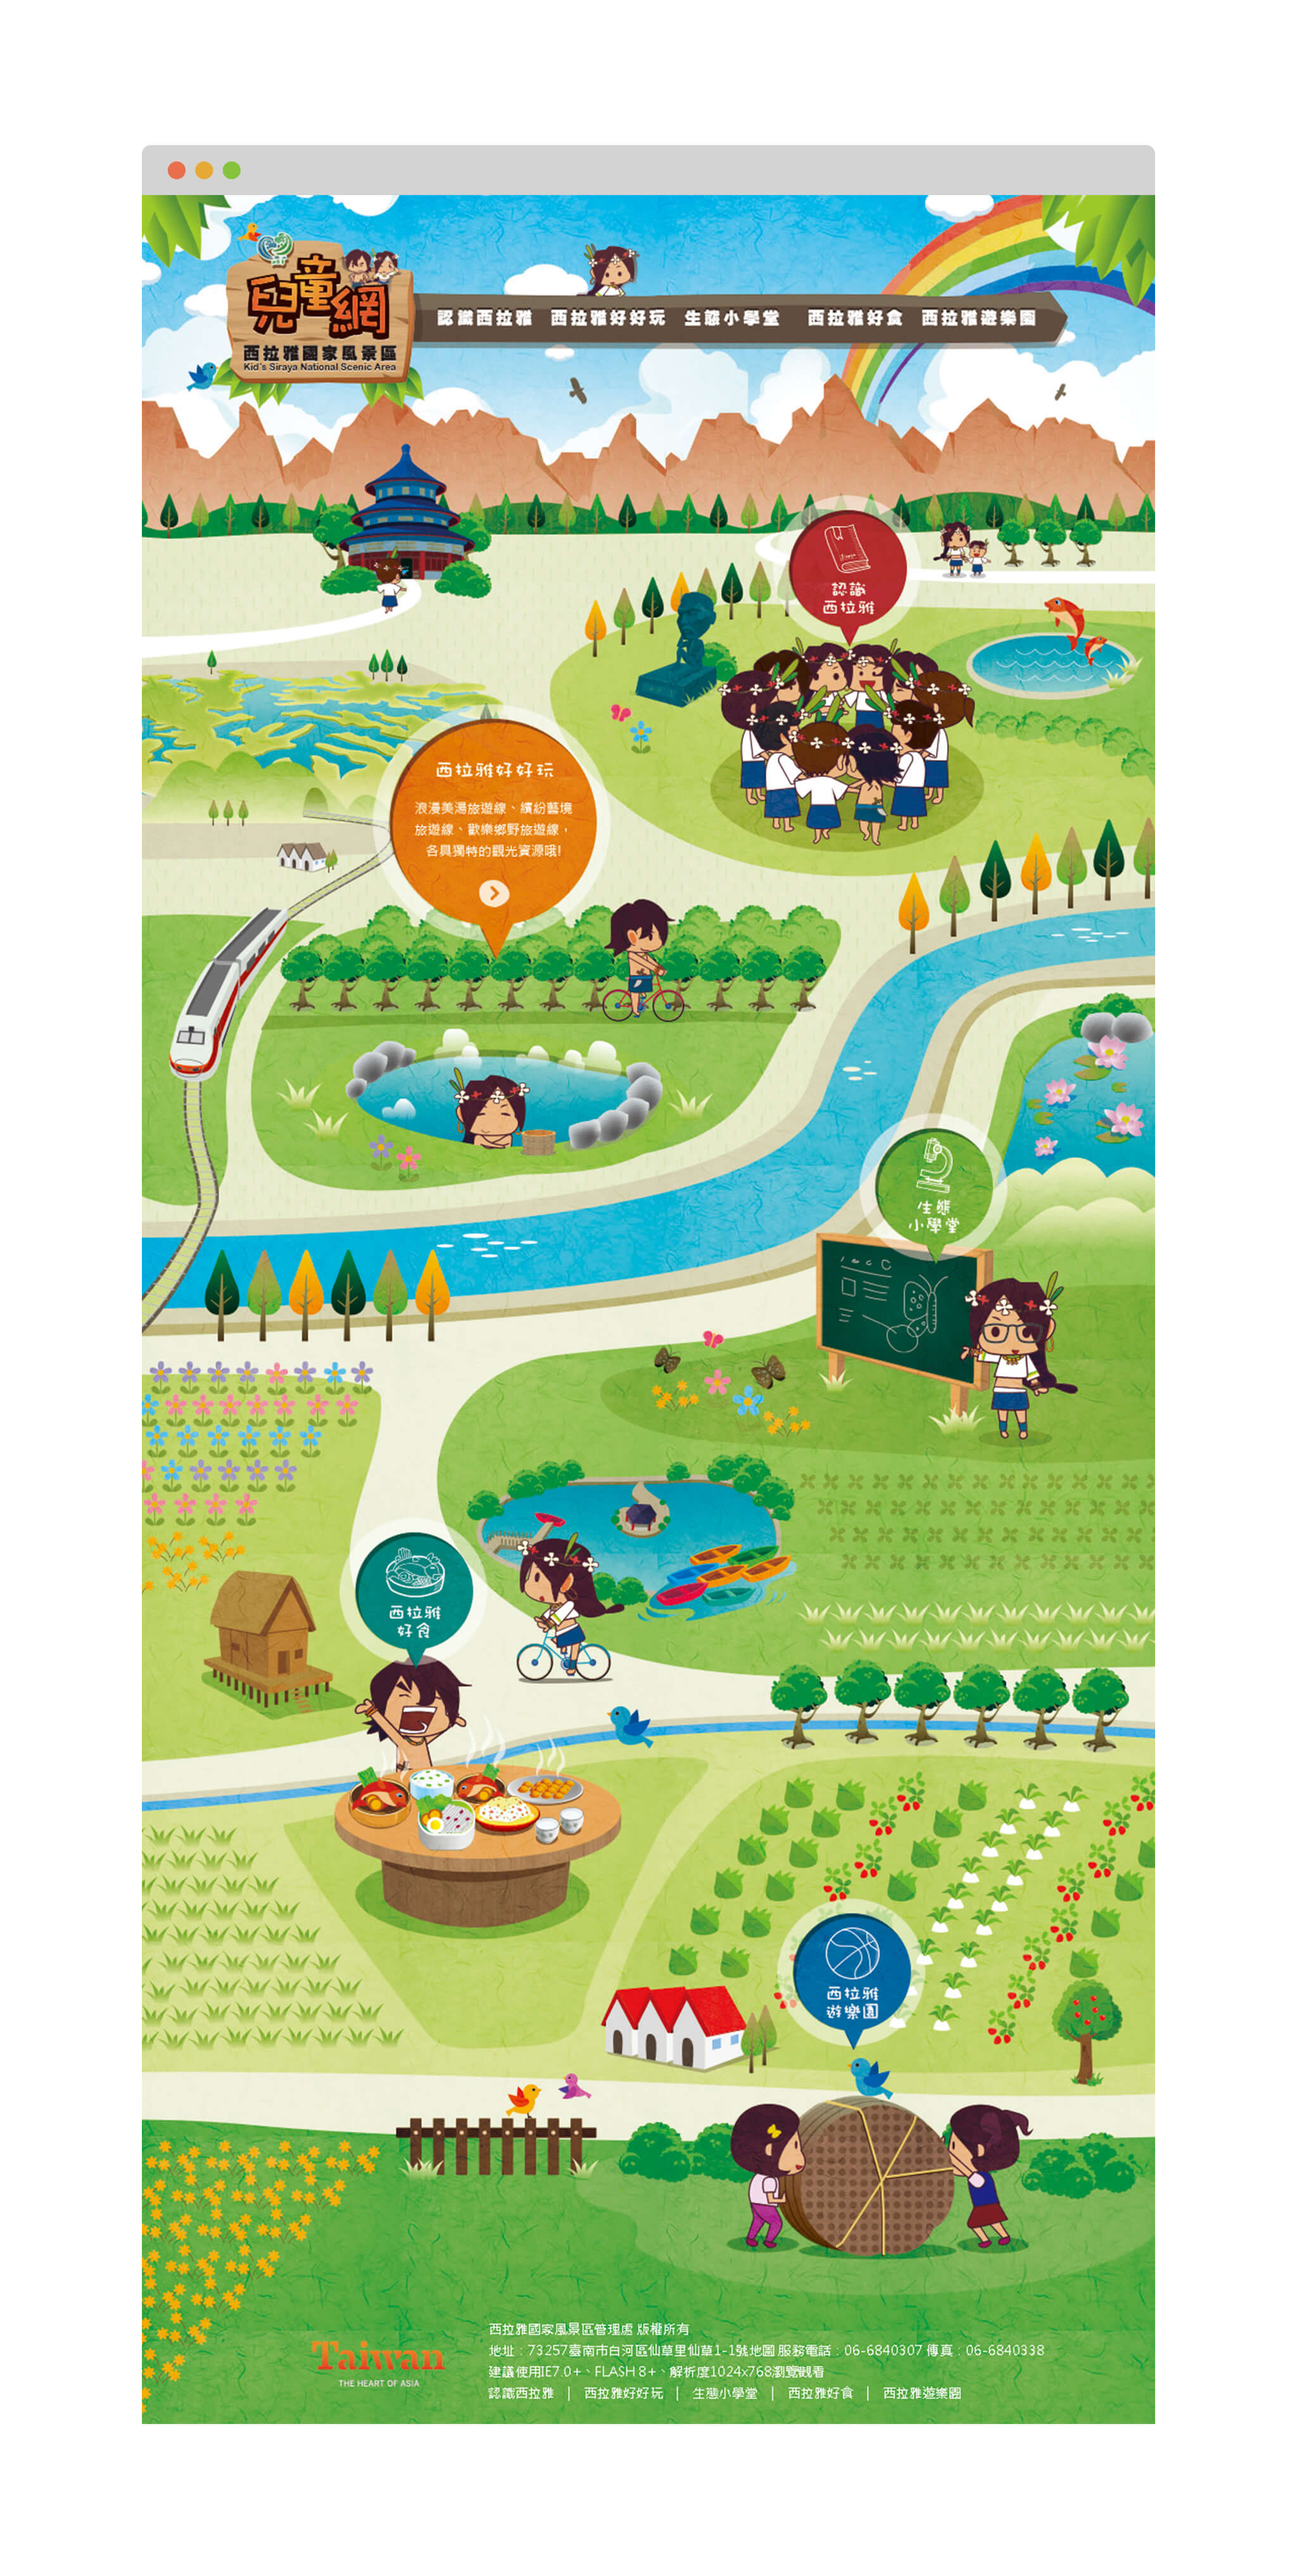 兒童網
西拉雅國家風景區
Kid's Siraya National Scenic Area
認識西拉雅 西拉雅好好玩 生態小學堂 西拉雅好食 西拉雅遊樂園
認識
西拉雅
西拉雅好好玩
浪漫美湯旅遊線、繽紛藝境
旅遊線、歡樂鄉野旅遊線，
各具獨特的觀光資源哦!
生態
小學堂
西拉雅
好食
西拉雅
遊樂園
Taiwan
THE HEART OF ASIA
西拉雅國家風景區管理處 版權所有
地址：73257臺南市白河區仙草里仙草1-1號地圖 服務電話：06-6840307 傳真：06-6840338
建議使用IE7.0+、FLASH 8+、解析度1024x768瀏覽觀看
認識西拉雅 | 西拉雅好好玩 | 生態小學堂 | 西拉雅好食 | 西拉雅遊樂園